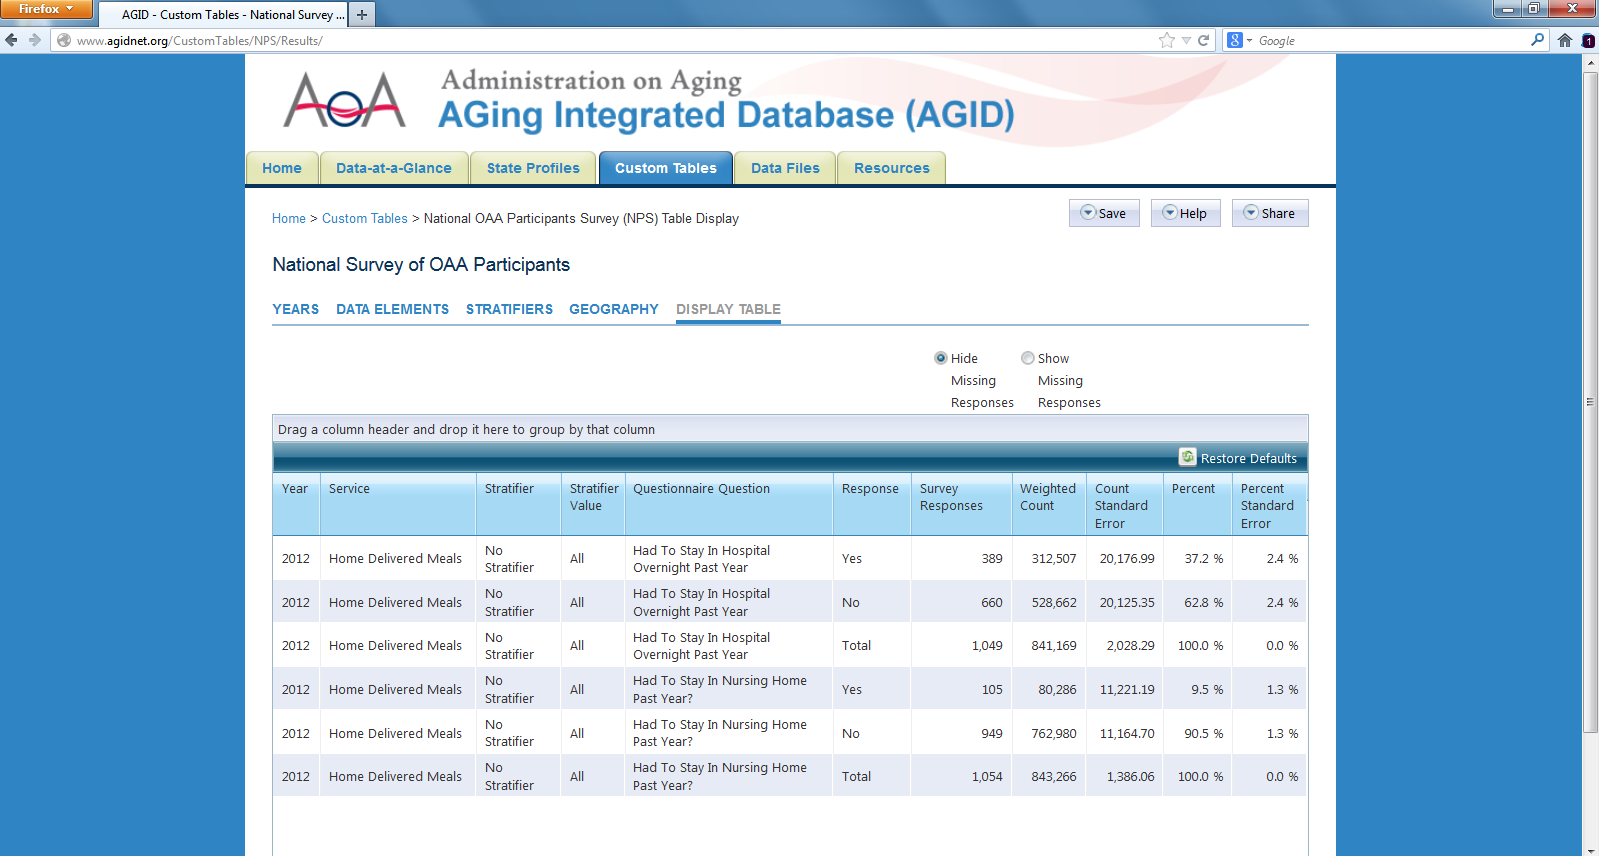 Firefox
AGID - Custom Tables - National Survey ...
www.agidnet.org/CustomTables/NPS/Results/
Google
1
AoA
Administration on Aging
AGing Integrated Database (AGID)
Home Data-at-a-Glance State Profiles Custom Tables Data Files Resources
Home > Custom Tables > National OAA Participants Survey (NPS) Table Display
Save Help Share
National Survey of OAA Participants
YEARS DATA ELEMENTS STRATIFIERS GEOGRAPHY DISPLAY TABLE
Hide Missing Responses
Show Missing Responses
Drag a column header and drop it here to group by that column
Restore Defaults
Year Service Stratifier Stratifier Value Questionnaire Question Response Survey Responses Weighted Count Count Standard Error Percent Percent Standard Error
2012 Home Delivered Meals No Stratifier All Had To Stay In Hospital Overnight Past Year Yes 389 312,507 20,176.99 37.2 % 2.4 %
2012 Home Delivered Meals No Stratifier All Had To Stay In Hospital Overnight Past Year No 660 528,662 20,125.35 62.8 % 2.4 %
2012 Home Delivered Meals No Stratifier All Had To Stay In Hospital Overnight Past Year Total 1,049 841,169 2,028.29 100.0 % 0.0 %
2012 Home Delivered Meals No Stratifier All Had To Stay In Nursing Home Past Year? Yes 105 80,286 11,221.19 9.5 % 1.3 %
2012 Home Delivered Meals No Stratifier All Had To Stay In Nursing Home Past Year? No 949 762,980 11,164.70 90.5 % 1.3 %
2012 Home Delivered Meals No Stratifier All Had To Stay In Nursing Home Past Year? Total 1,054 843,266 1,386.06 100.0 % 0.0 %